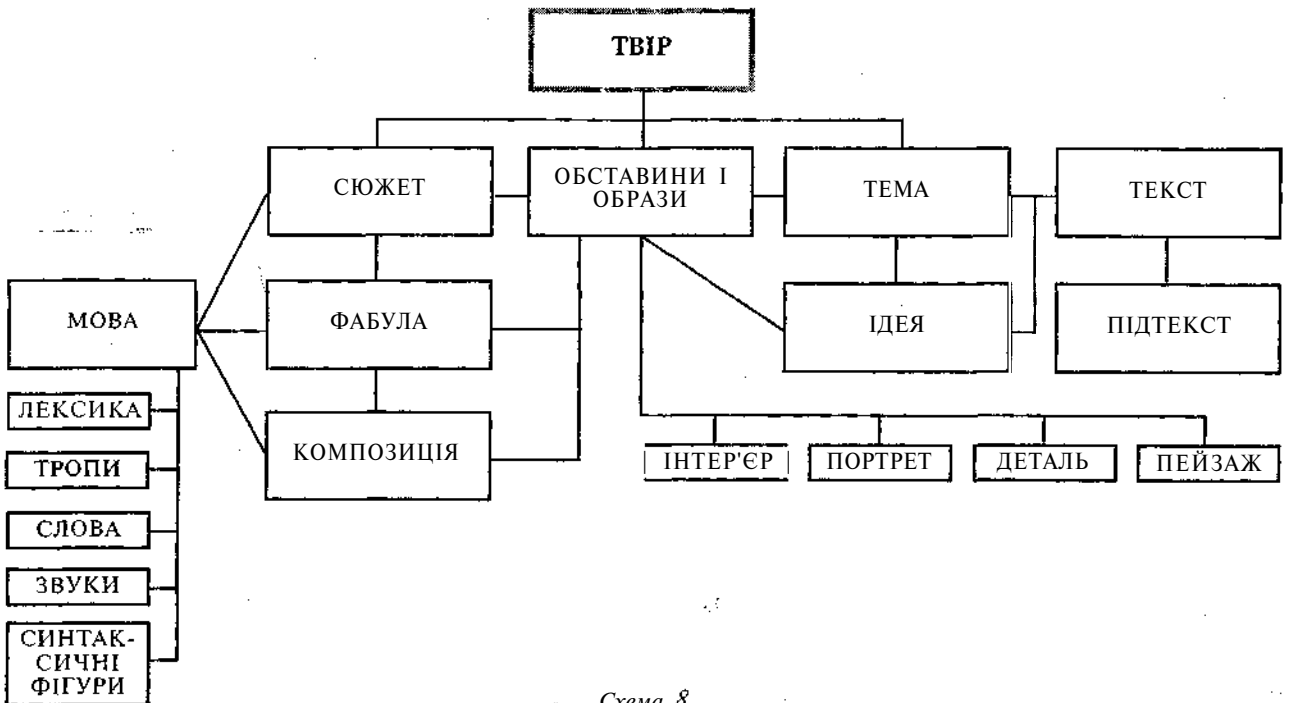 ТВІР
СЮЖЕТ
ОБСТАВИНИ І
ОБРАЗИ
ТЕМА
ТЕКСТ
МОВА
ФАБУЛА
ІДЕЯ
ПІДТЕКСТ
ЛЕКСИКА
КОМПОЗИЦІЯ
ІНТЕР'ЄР
ПОРТРЕТ
ДЕТАЛЬ
ПЕЙЗАЖ
ТРОПИ
СЛОВА
ЗВУКИ
СИНТАК-
СИЧНІ
ФІГУРИ
Схема 8